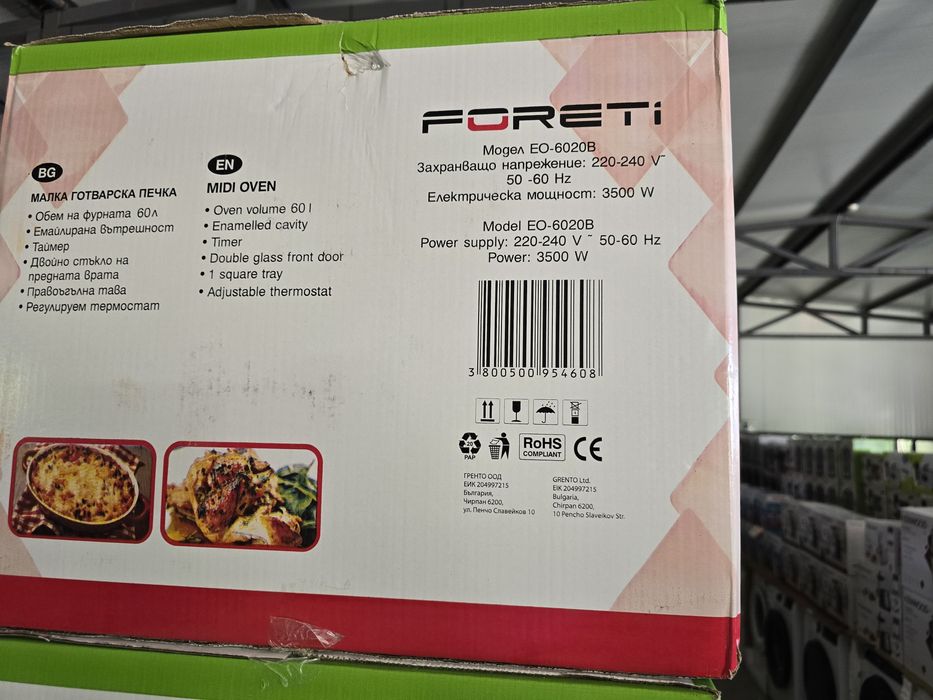 FORETi
Модел EO-6020B
Захранващо напрежение: 220-240 V~
50 -60 Hz
Електрическа мощност: 3500 W
Model EO-6020B
Power supply: 220-240 V ~ 50-60 Hz
Power: 3500 W
BG
МАЛКА ГОТВАРСКА ПЕЧКА
• Обем на фурната 60л
• Емайлирана вътрешност
• Таймер
• Двойно стъкло на
предната врата
• Правоъгълна тава
• Регулируем термостат
EN
MIDI OVEN
• Oven volume 60 l
• Enamelled cavity
• Timer
• Double glass front door
• 1 square tray
• Adjustable thermostat
3 800500 954608
20
PAP
RoHS
COMPLIANT
CE
ГРЕНТО ООД
ЕИК 204997215
България,
Чирпан 6200,
ул. Пенчо Славейков 10
GRENTO Ltd.
EIK 204997215
Bulgaria,
Chirpan 6200,
10 Pencho Slaveikov Str.